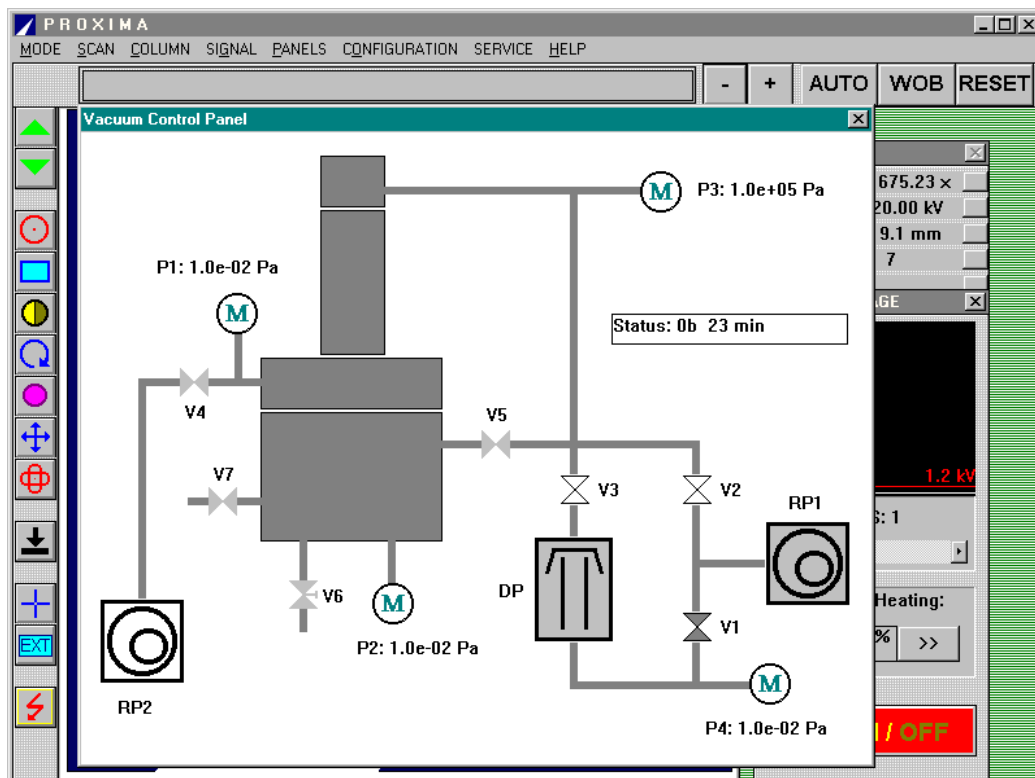 PROXIMA
MODE SCAN COLUMN SIGNAL PANELS CONFIGURATION SERVICE HELP
- + AUTO WOB RESET
Vacuum Control Panel
675.23 x
20.00 kV
9.1 mm
7
M P3: 1.0e+05 Pa
P1: 1.0e-02 Pa
M
Status: 0b 23 min
V4
V5
V7
V3
V2
1.2 kV
RP1
: 1
DP
V6
M
Heating:
V1
% >>
EXT
P2: 1.0e-02 Pa
M
RP2
P4: 1.0e-02 Pa
/ OFF